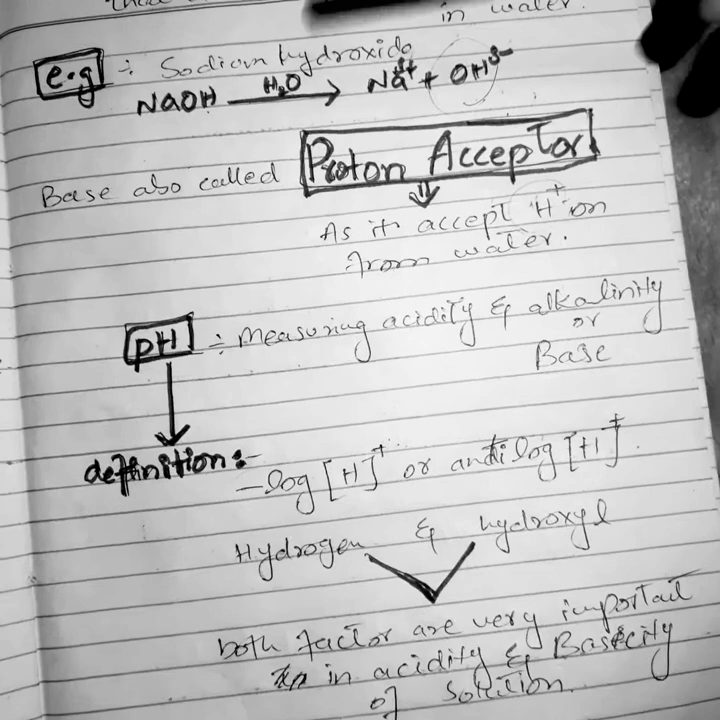 in water.
e.g :- Sodium hydroxide
NaOH H₂O → Na⁺ + OH⁻
Base also called Proton Acceptor
⇓
As it accept H⁺ ion
from water.
pH :- measuring acidity & alkalinity
or
Base
definition:-
-log [H]⁺ or antilog [H]⁺.
Hydrogen & hydroxyl
both factor are very important
in acidity & Basicity
of solution.